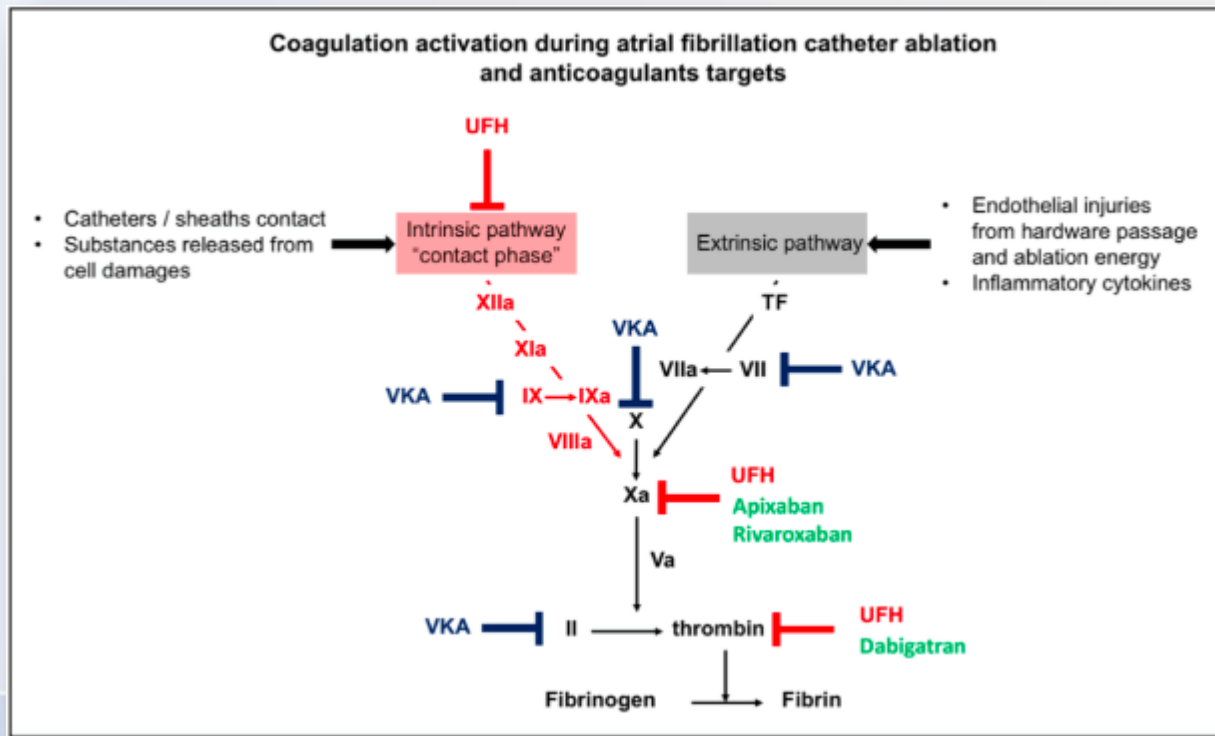 Coagulation activation during atrial fibrillation catheter ablation
and anticoagulants targets
UFH
• Catheters / sheaths contact
• Substances released from
cell damages
Intrinsic pathway
“contact phase”
Extrinsic pathway
• Endothelial injuries
from hardware passage
and ablation energy
• Inflammatory cytokines
XIIa
TF
XIa
VKA
VIIa
VII
VKA
VKA
IX
IXa
X
VIIIa
Xa
UFH
Apixaban
Rivaroxaban
Va
VKA
II
thrombin
UFH
Dabigatran
Fibrinogen
Fibrin